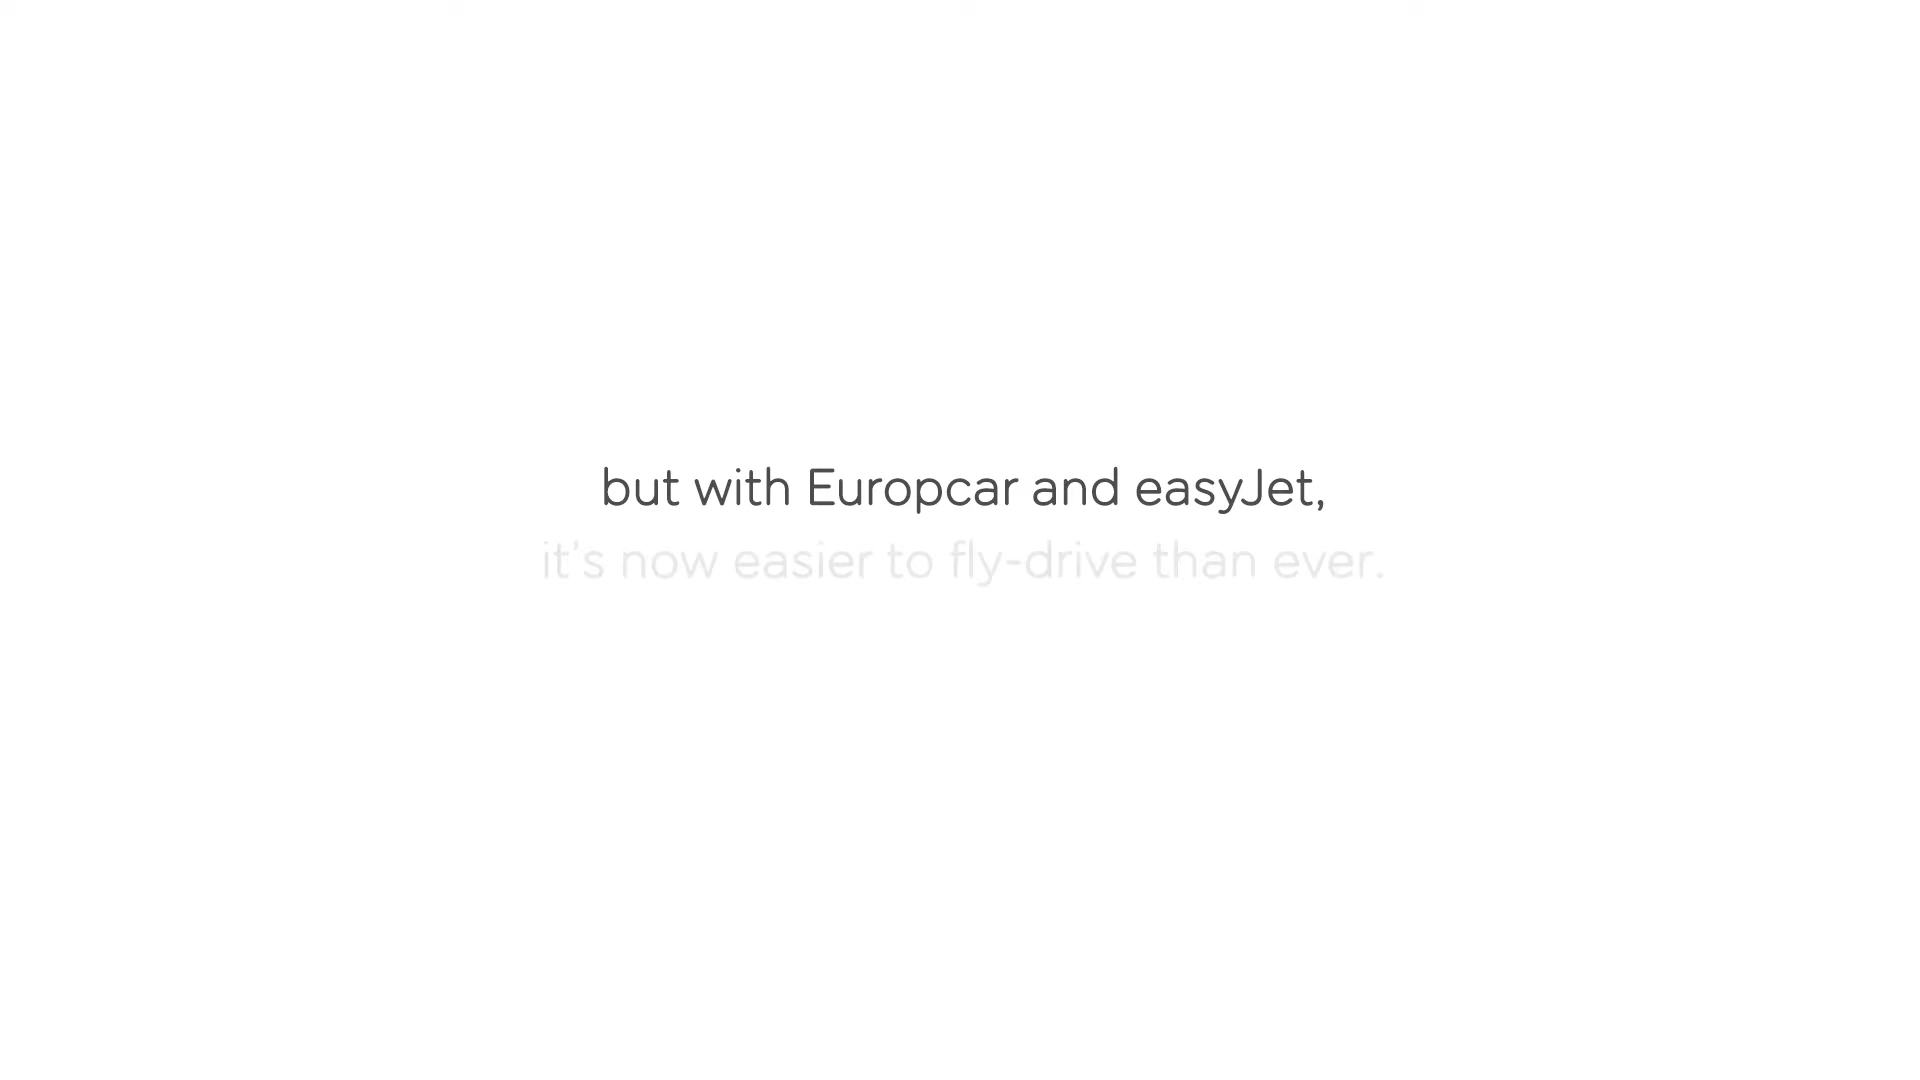 but with Europcar and easyJet,
it’s now easier to fly-drive than ever.